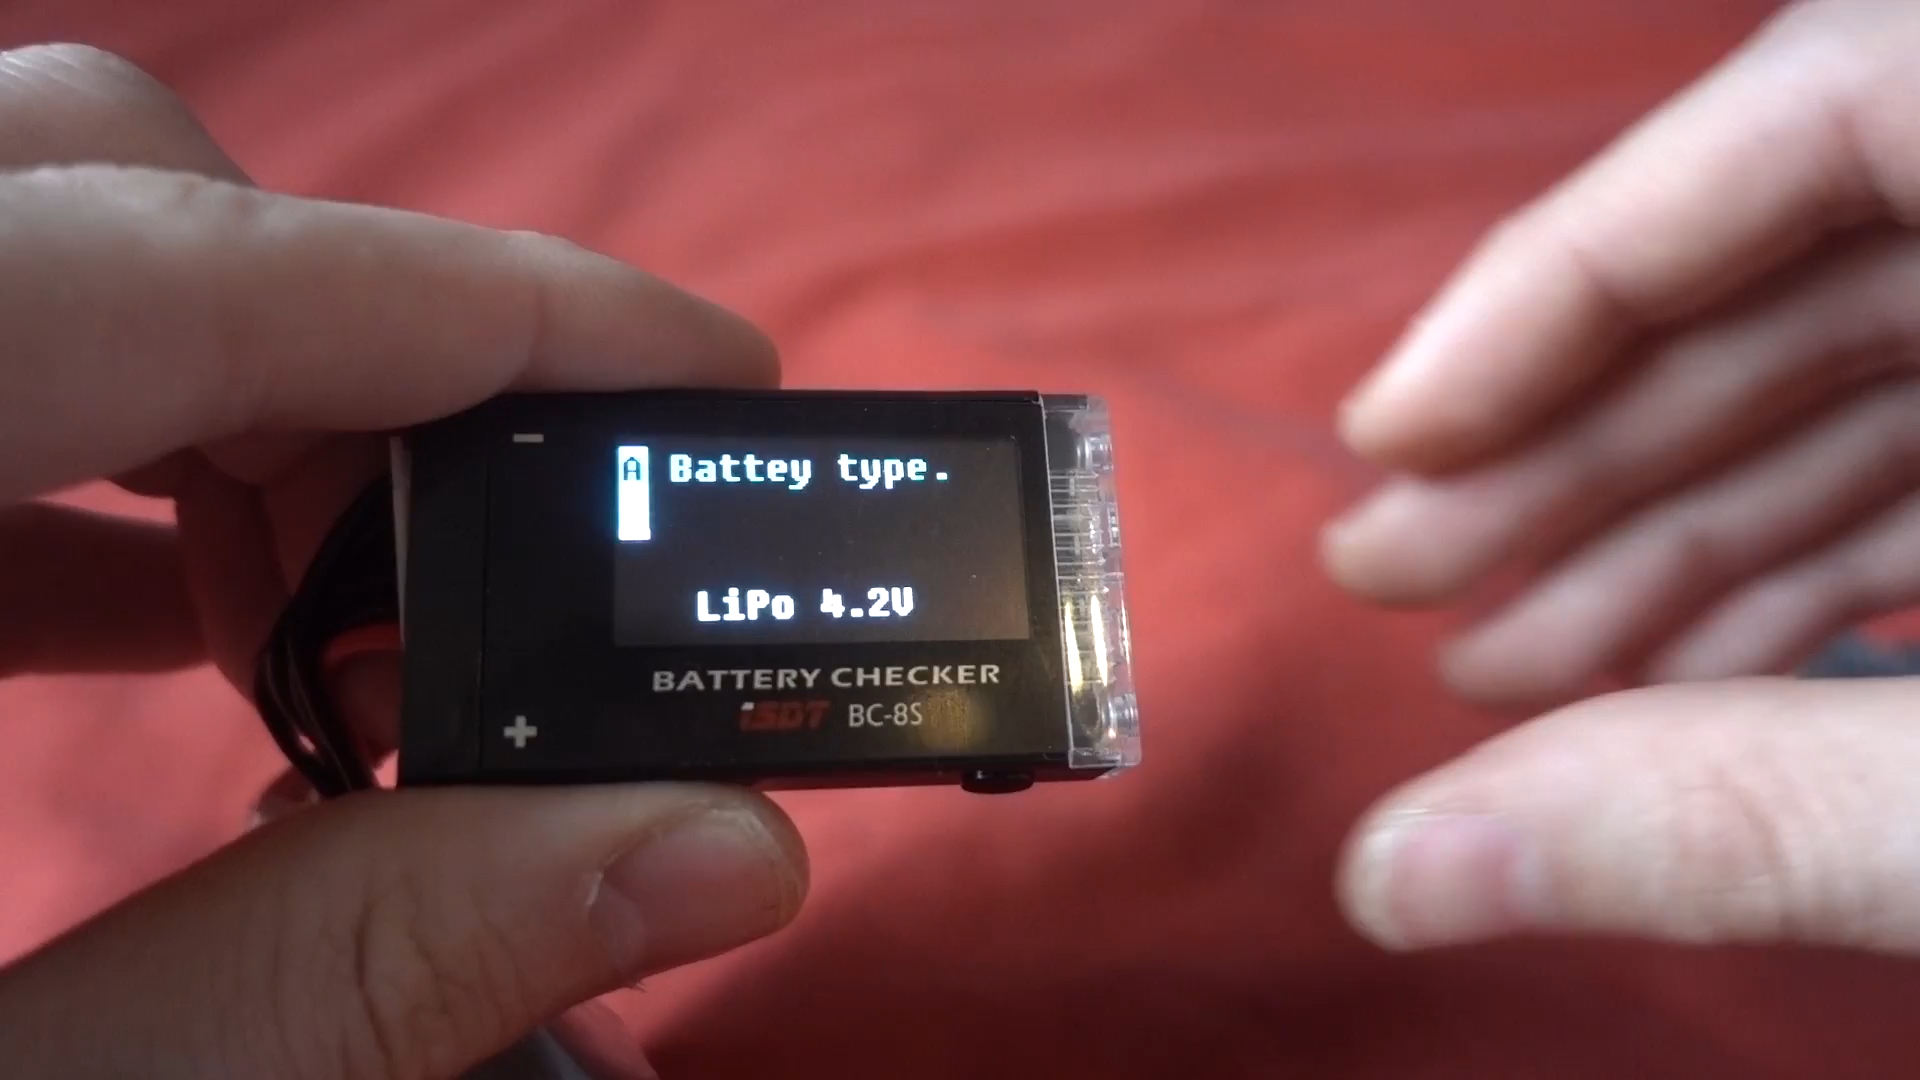 −
A Battey type.
LiPo 4.2V
BATTERY CHECKER
iSDT BC-8S
+